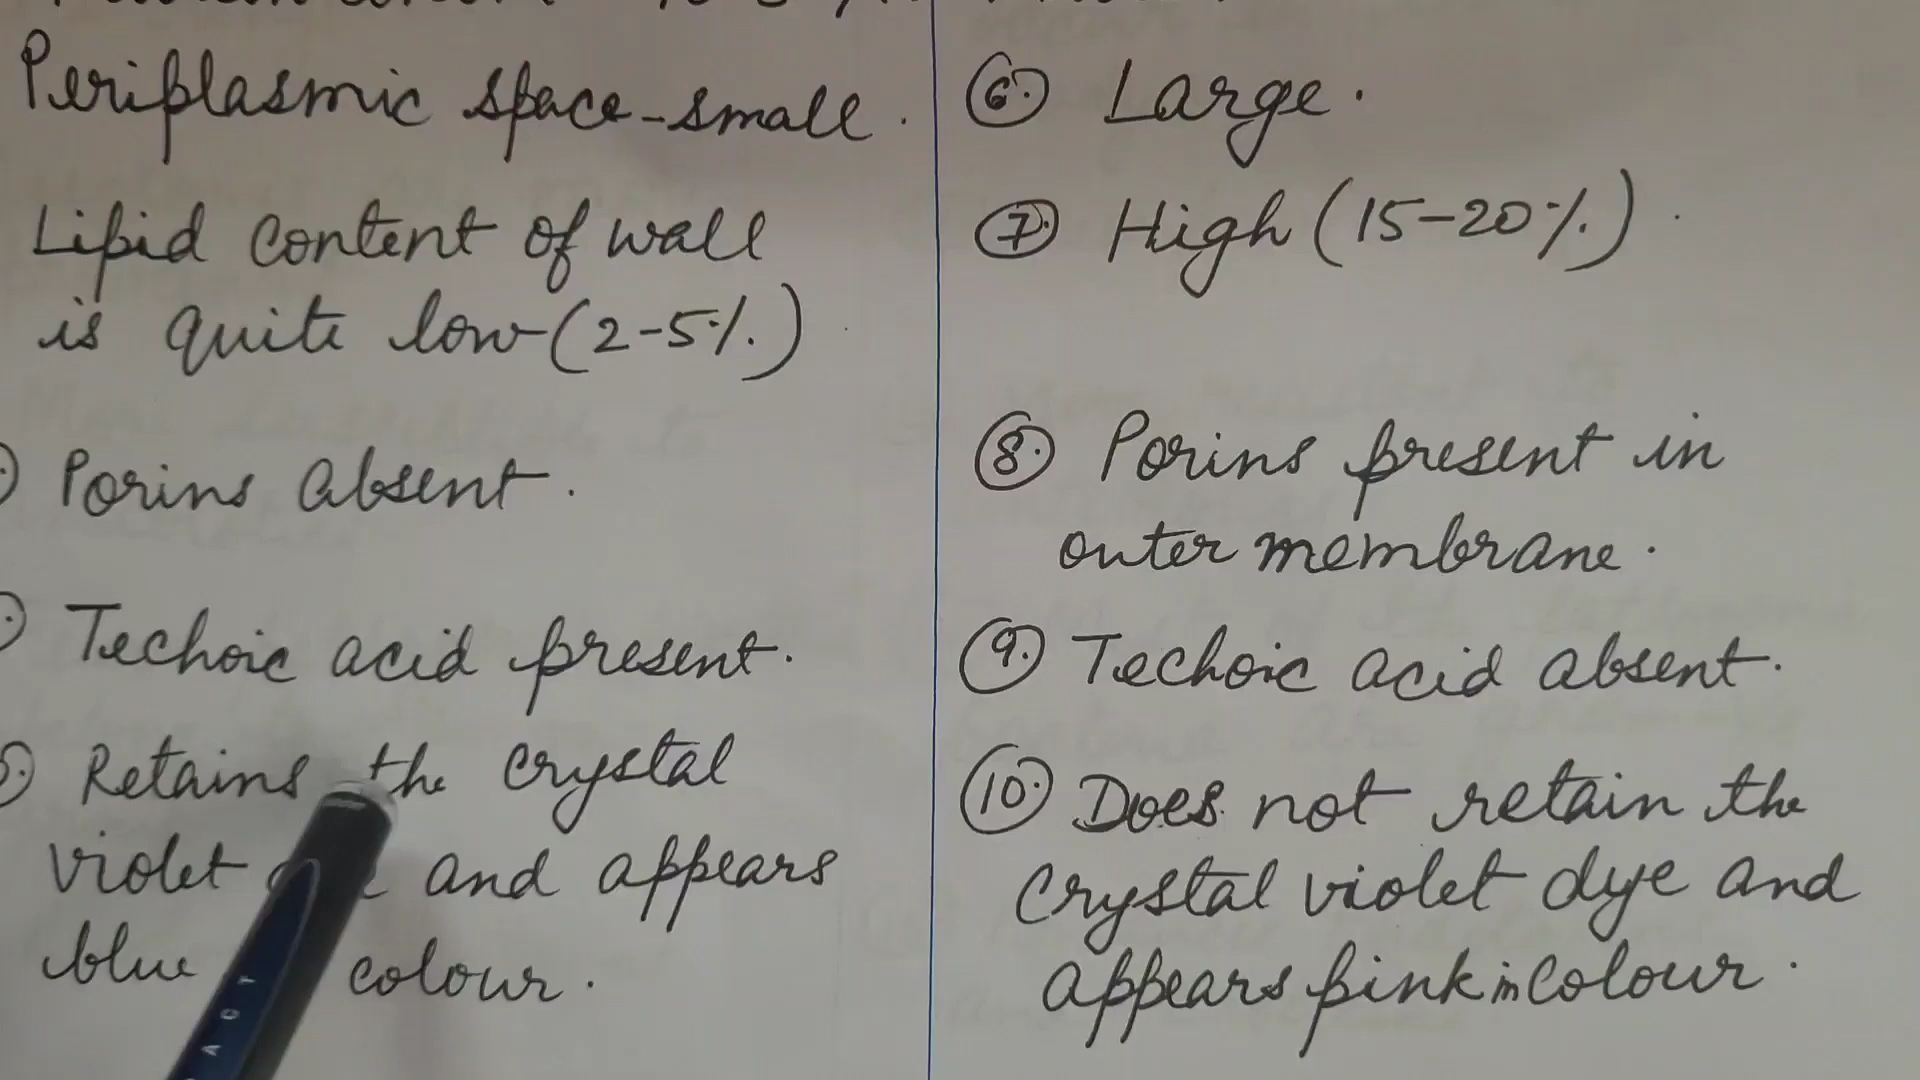 Periplasmic space-small.
Lipid content of wall
is quite low (2-5%)
Porins absent.
Techoic acid present.
Retains the crystal
violet and appears
blue colour.
6. Large.
7. High (15-20%)
8. Porins present in
outer membrane.
9. Techoic acid absent.
10. Does not retain the
crystal violet dye and
appears pink in colour.
ACT